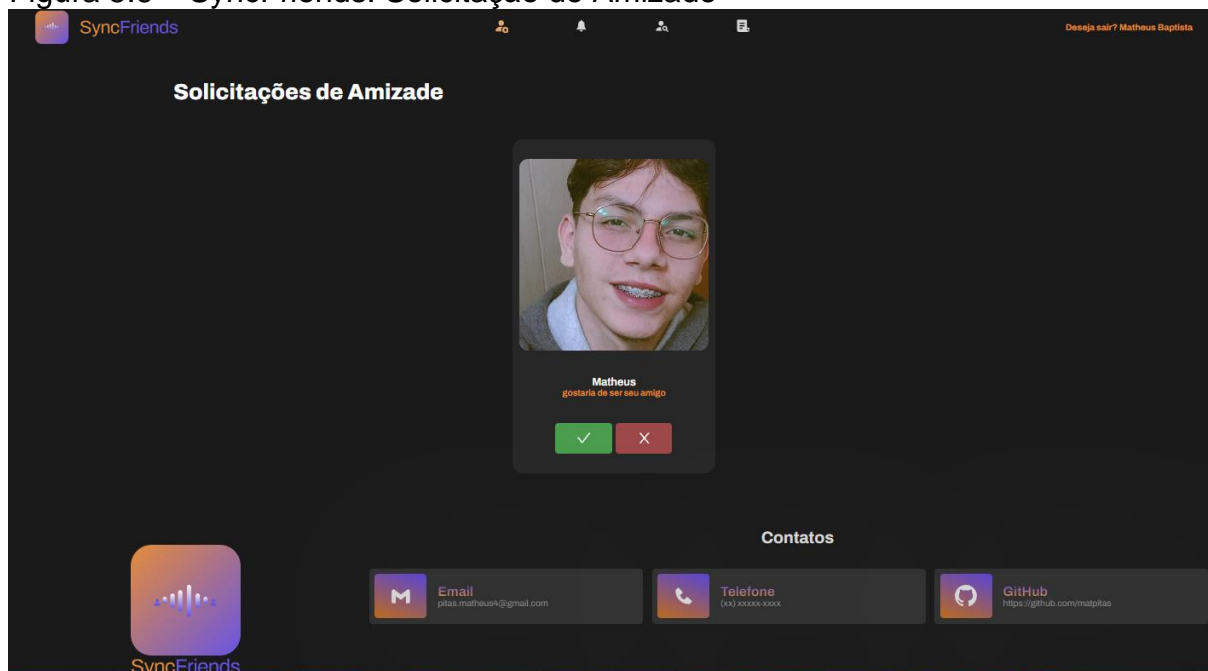 Figura 5.6 – SyncFriends: Solicitação de Amizade
SyncFriends
Deseja sair? Matheus Baptista
Solicitações de Amizade
Matheus
gostaria de ser seu amigo
Contatos
Email
pitas.matheus4@gmail.com
Telefone
(xx) xxxxx-xxxx
GitHub
https://github.com/matpitas
SyncFriends